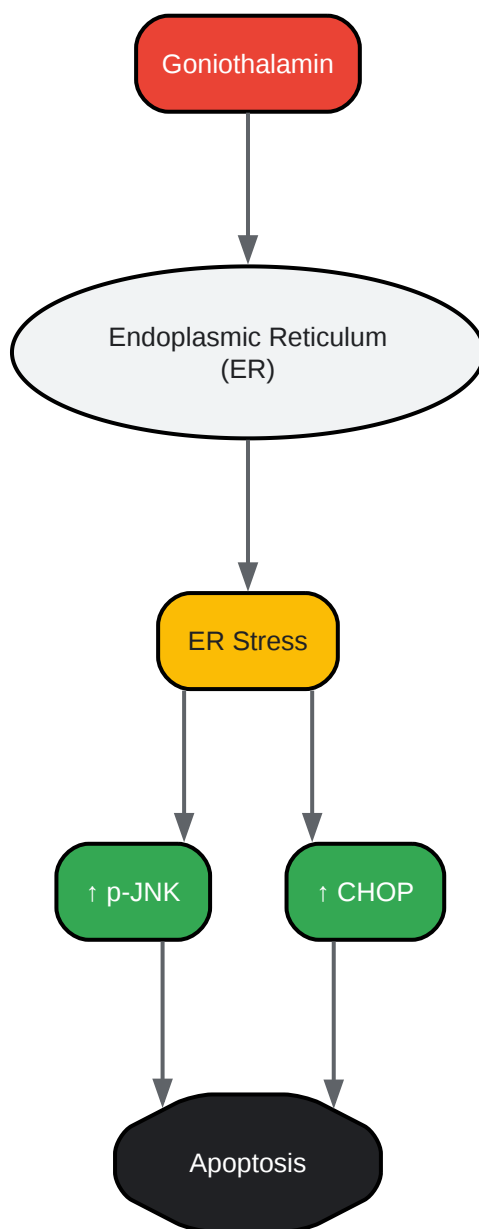 Goniothalamin
Endoplasmic Reticulum
(ER)
ER Stress
↑ p-JNK
↑ CHOP
Apoptosis